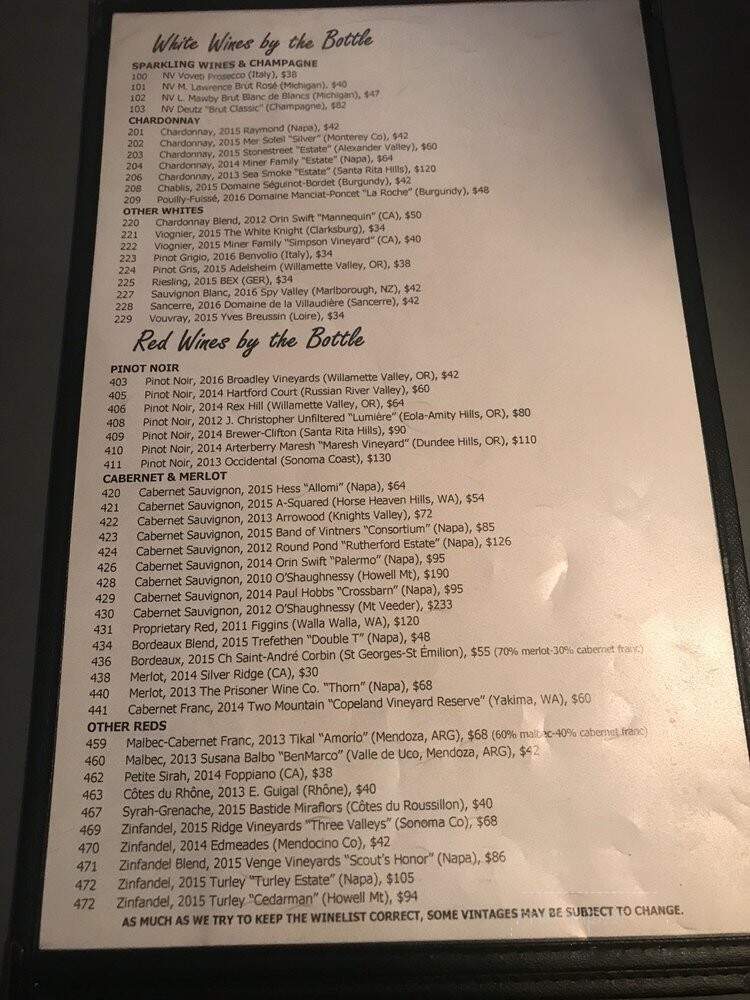 White Wines by the Bottle
SPARKLING WINES & CHAMPAGNE
100 NV Voveti Prosecco (Italy), $38
101 NV M. Lawrence Brut Rosé (Michigan), $40
102 NV L. Mawby Brut Blanc de Blancs (Michigan), $47
103 NV Deutz "Brut Classic" (Champagne), $82
CHARDONNAY
201 Chardonnay, 2015 Raymond (Napa), $42
202 Chardonnay, 2015 Mer Soleil "Silver" (Monterey Co), $42
203 Chardonnay, 2015 Stonestreet "Estate" (Alexander Valley), $60
204 Chardonnay, 2014 Miner Family "Estate" (Napa), $64
206 Chardonnay, 2013 Sea Smoke "Estate" (Santa Rita Hills), $120
208 Chablis, 2015 Domaine Séguinot-Bordet (Burgundy), $42
209 Pouilly-Fuissé, 2016 Domaine Manciat-Poncet "La Roche" (Burgundy), $48
OTHER WHITES
220 Chardonnay Blend, 2012 Orin Swift "Mannequin" (CA), $50
221 Viognier, 2015 The White Knight (Clarksburg), $34
222 Viognier, 2015 Miner Family "Simpson Vineyard" (CA), $40
223 Pinot Grigio, 2016 Benvolio (Italy), $34
224 Pinot Gris, 2015 Adelsheim (Willamette Valley, OR), $38
225 Riesling, 2015 BEX (GER), $34
227 Sauvignon Blanc, 2016 Spy Valley (Marlborough, NZ), $42
228 Sancerre, 2016 Domaine de la Villaudière (Sancerre), $42
229 Vouvray, 2015 Yves Breussin (Loire), $34
Red Wines by the Bottle
PINOT NOIR
403 Pinot Noir, 2016 Broadley Vineyards (Willamette Valley, OR), $42
405 Pinot Noir, 2014 Hartford Court (Russian River Valley), $60
406 Pinot Noir, 2014 Rex Hill (Willamette Valley, OR), $64
408 Pinot Noir, 2012 J. Christopher Unfiltered "Lumière" (Eola-Amity Hills, OR), $80
409 Pinot Noir, 2014 Brewer-Clifton (Santa Rita Hills), $90
410 Pinot Noir, 2014 Arterberry Maresh "Maresh Vineyard" (Dundee Hills, OR), $110
411 Pinot Noir, 2013 Occidental (Sonoma Coast), $130
CABERNET & MERLOT
420 Cabernet Sauvignon, 2015 Hess "Allomi" (Napa), $64
421 Cabernet Sauvignon, 2015 A-Squared (Horse Heaven Hills, WA), $54
422 Cabernet Sauvignon, 2013 Arrowood (Knights Valley), $72
423 Cabernet Sauvignon, 2015 Band of Vintners "Consortium" (Napa), $85
424 Cabernet Sauvignon, 2012 Round Pond "Rutherford Estate" (Napa), $126
426 Cabernet Sauvignon, 2014 Orin Swift "Palermo" (Napa), $95
428 Cabernet Sauvignon, 2010 O'Shaughnessy (Howell Mt), $190
429 Cabernet Sauvignon, 2014 Paul Hobbs "Crossbarn" (Napa), $95
430 Cabernet Sauvignon, 2012 O'Shaughnessy (Mt Veeder), $233
431 Proprietary Red, 2011 Figgins (Walla Walla, WA), $120
434 Bordeaux Blend, 2015 Trefethen "Double T" (Napa), $48
436 Bordeaux, 2015 Ch Saint-André Corbin (St Georges-St Émilion), $55 (70% merlot-30% cabernet franc)
438 Merlot, 2014 Silver Ridge (CA), $30
440 Merlot, 2013 The Prisoner Wine Co. "Thorn" (Napa), $68
441 Cabernet Franc, 2014 Two Mountain "Copeland Vineyard Reserve" (Yakima, WA), $60
OTHER REDS
459 Malbec-Cabernet Franc, 2013 Tikal "Amorio" (Mendoza, ARG), $68 (60% malbec-40% cabernet franc)
460 Malbec, 2013 Susana Balbo "BenMarco" (Valle de Uco, Mendoza, ARG), $42
462 Petite Sirah, 2014 Foppiano (CA), $38
463 Côtes du Rhône, 2013 E. Guigal (Rhône), $40
467 Syrah-Grenache, 2015 Bastide Miraflors (Côtes du Roussillon), $40
469 Zinfandel, 2015 Ridge Vineyards "Three Valleys" (Sonoma Co), $68
470 Zinfandel, 2014 Edmeades (Mendocino Co), $42
471 Zinfandel Blend, 2015 Venge Vineyards "Scout's Honor" (Napa), $86
472 Zinfandel, 2015 Turley "Turley Estate" (Napa), $105
472 Zinfandel, 2015 Turley "Cedarman" (Howell Mt), $94
AS MUCH AS WE TRY TO KEEP THE WINELIST CORRECT, SOME VINTAGES MAY BE SUBJECT TO CHANGE.